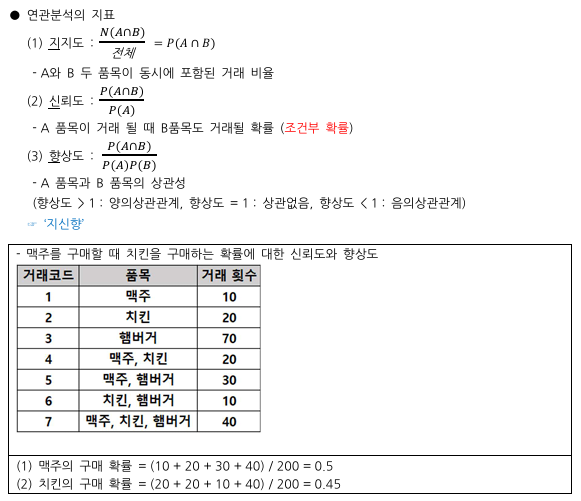 ● 연관분석의 지표
(1) 지지도 : N(A∩B) / 전체 = P(A ∩ B)
- A와 B 두 품목이 동시에 포함된 거래 비율
(2) 신뢰도 : P(A∩B) / P(A)
- A 품목이 거래 될 때 B품목도 거래될 확률 (조건부 확률)
(3) 향상도 : P(A∩B) / P(A)P(B)
- A 품목과 B 품목의 상관성
(향상도 > 1 : 양의상관관계, 향상도 = 1 : 상관없음, 향상도 < 1 : 음의상관관계)
☞ ‘지신향’
- 맥주를 구매할 때 치킨을 구매하는 확률에 대한 신뢰도와 향상도
거래코드 품목 거래 횟수
1 맥주 10
2 치킨 20
3 햄버거 70
4 맥주, 치킨 20
5 맥주, 햄버거 30
6 치킨, 햄버거 10
7 맥주, 치킨, 햄버거 40
(1) 맥주의 구매 확률 = (10 + 20 + 30 + 40) / 200 = 0.5
(2) 치킨의 구매 확률 = (20 + 20 + 10 + 40) / 200 = 0.45